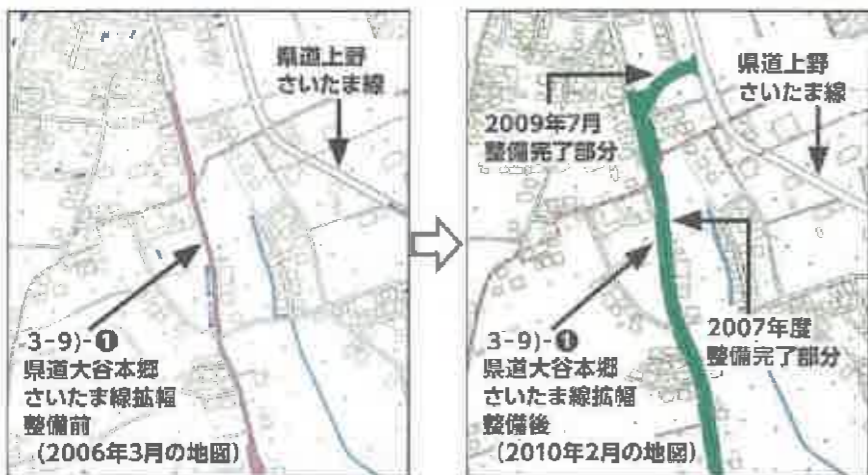 県道上野
さいたま線
3-9)-❶
県道大谷本郷
さいたま線拡幅
整備前
(2006年3月の地図)
県道上野
さいたま線
2009年7月
整備完了部分
2007年度
整備完了部分
3-9)-❶
県道大谷本郷
さいたま線拡幅
整備後
(2010年2月の地図)